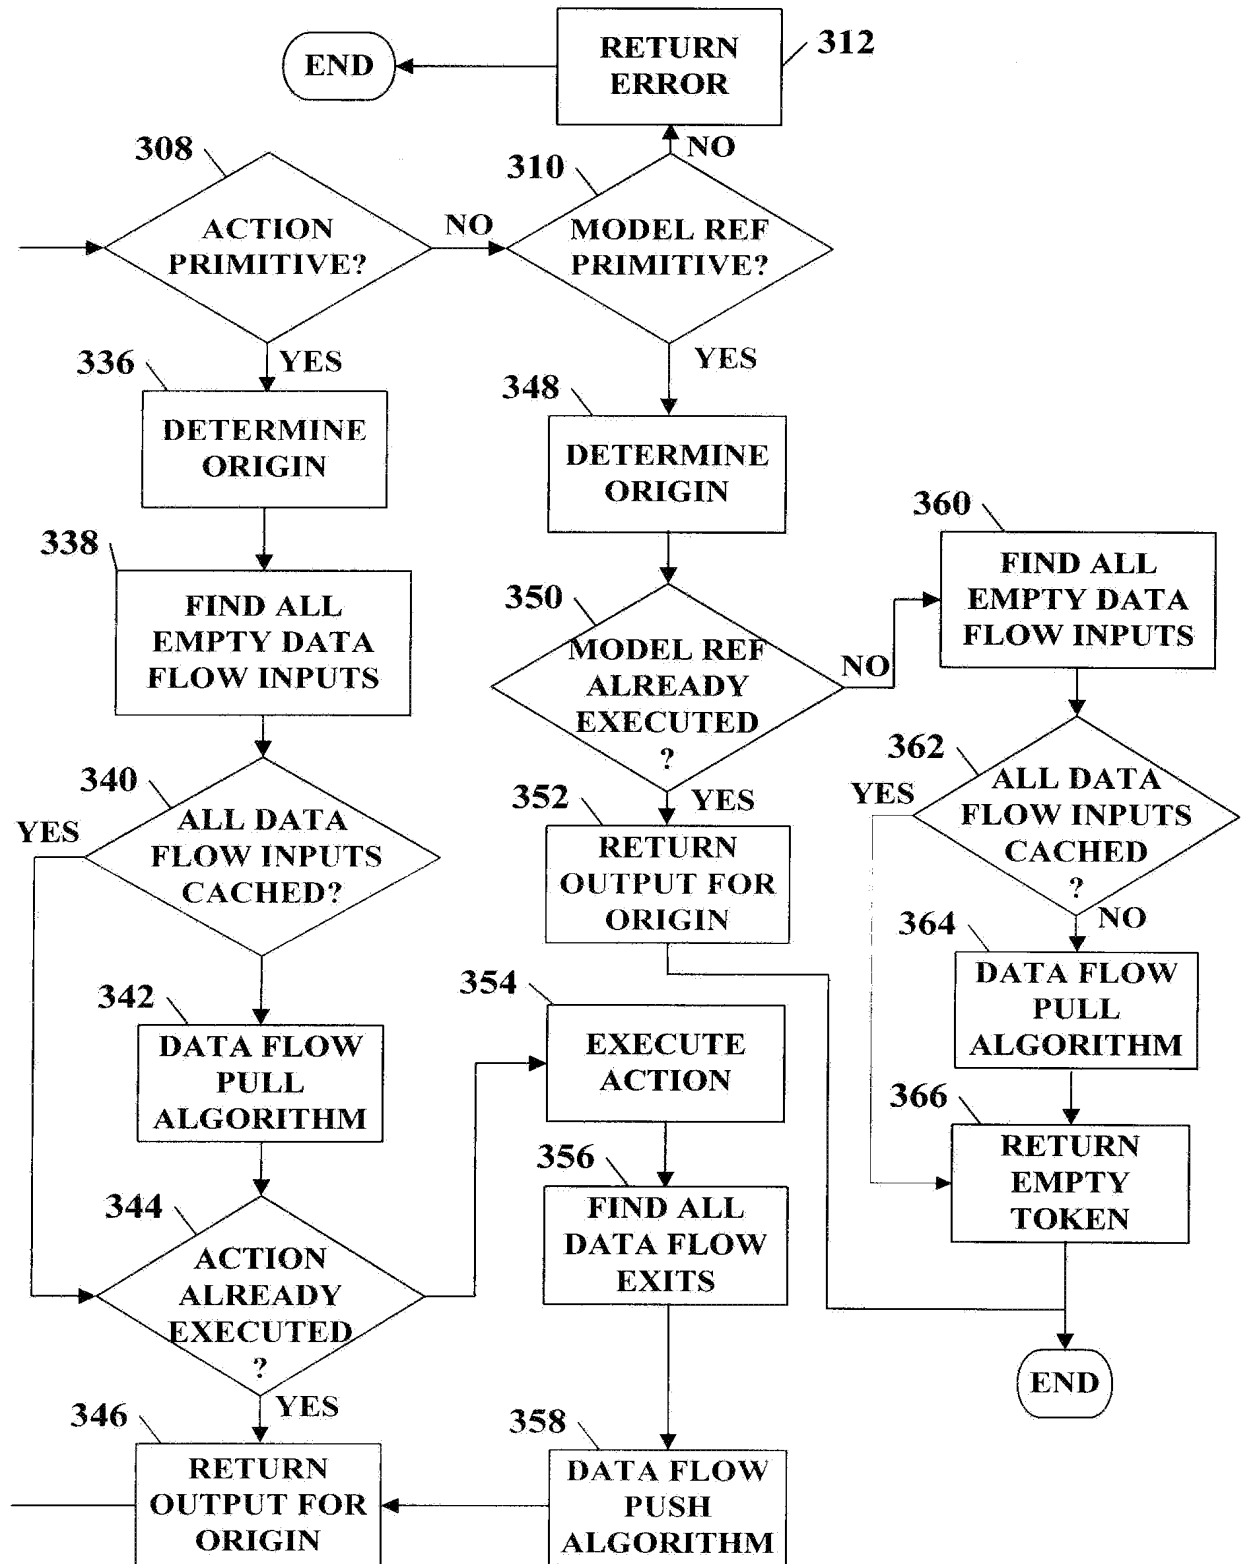 END
RETURN
ERROR
312
308
NO
310
ACTION
PRIMITIVE?
NO
MODEL REF
PRIMITIVE?
336
YES
YES
348
DETERMINE
ORIGIN
DETERMINE
ORIGIN
360
338
FIND ALL
EMPTY DATA
FLOW INPUTS
350
FIND ALL
EMPTY DATA
FLOW INPUTS
MODEL REF
ALREADY
EXECUTED
?
NO
340
362
YES
ALL DATA
FLOW INPUTS
CACHED?
352
YES
YES
ALL DATA
FLOW INPUTS
CACHED
?
RETURN
OUTPUT FOR
ORIGIN
NO
364
342
354
DATA FLOW
PULL
ALGORITHM
DATA FLOW
PULL
ALGORITHM
EXECUTE
ACTION
366
356
RETURN
EMPTY
TOKEN
344
FIND ALL
DATA FLOW
EXITS
ACTION
ALREADY
EXECUTED
?
END
346
YES
358
RETURN
OUTPUT FOR
ORIGIN
DATA FLOW
PUSH
ALGORITHM